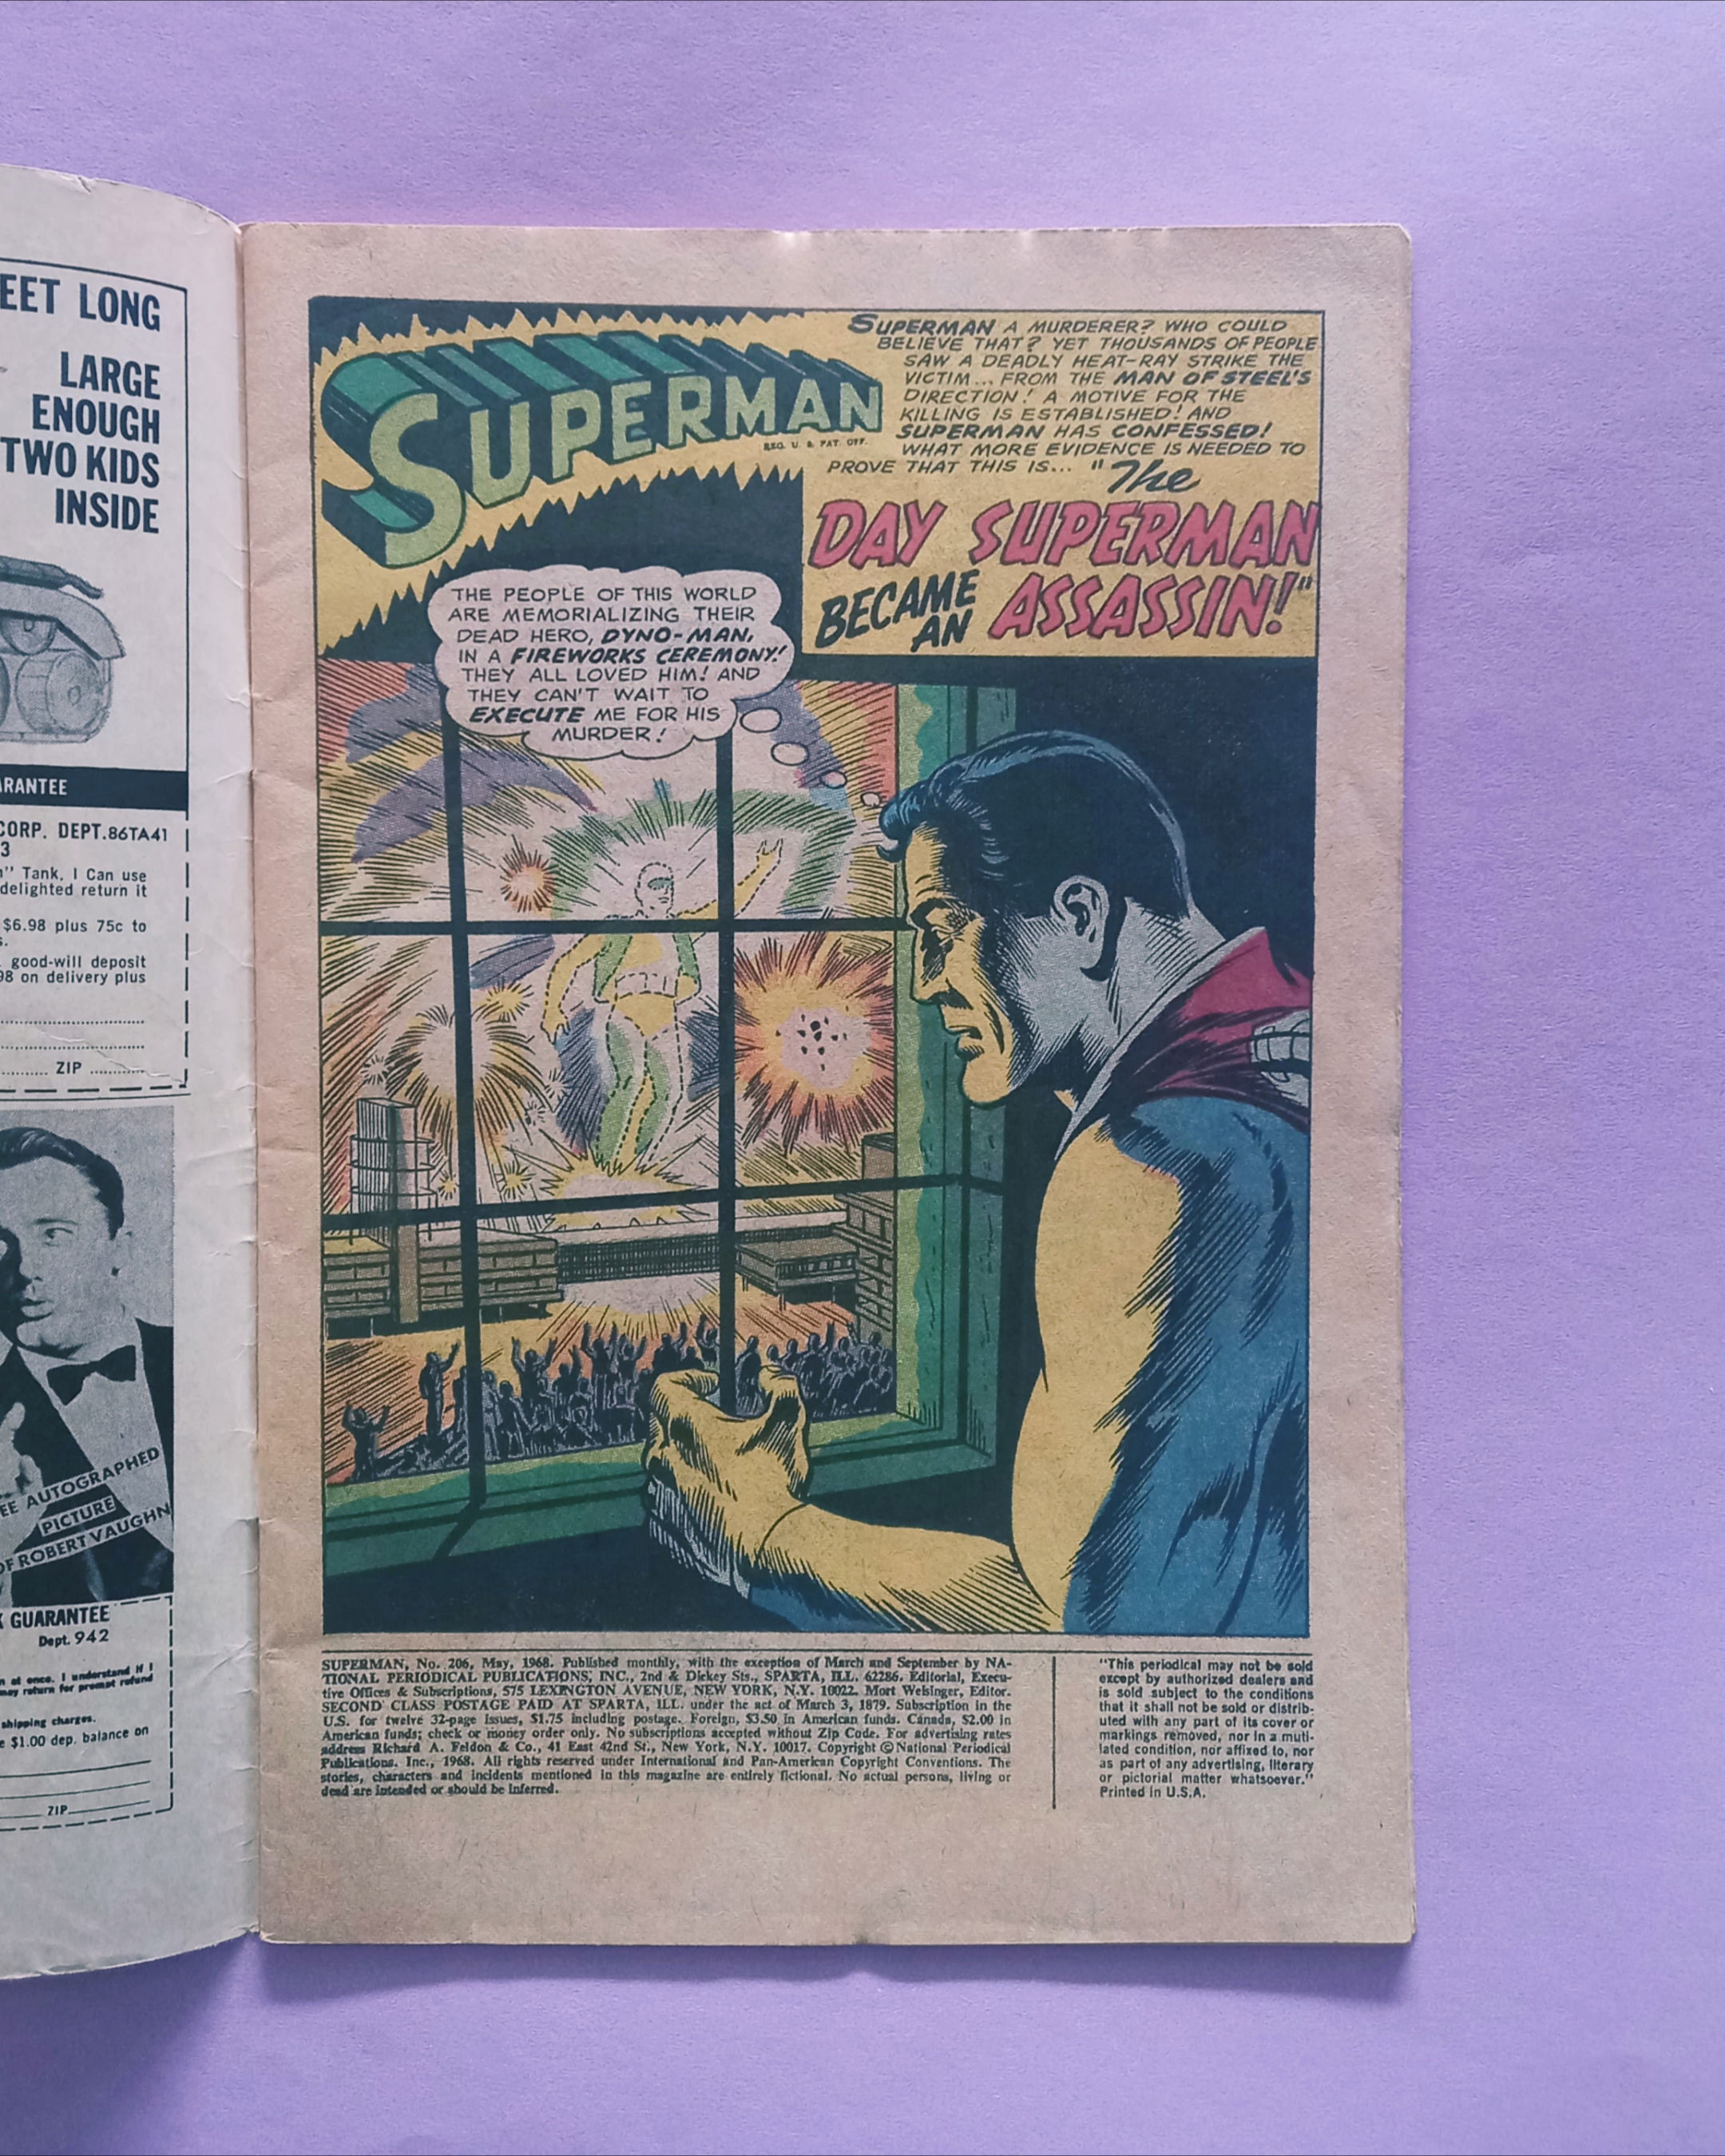 EET LONG
LARGE
ENOUGH
TWO KIDS
INSIDE
ARANTEE
CORP. DEPT.86TA41
3
" Tank, I Can use
delighted return it
$6.98 plus 75c to
s.
good-will deposit
98 on delivery plus
ZIP
EE AUTOGRAPHED
PICTURE
OF ROBERT VAUGHN
K GUARANTEE
Dept. 942
n at once. I understand if I
may return for prompt refund
shipping charges.
e $1.00 dep. balance on
ZIP
SUPERMAN
REG. U. S. PAT. OFF.
SUPERMAN A MURDERER? WHO COULD
BELIEVE THAT? YET THOUSANDS OF PEOPLE
SAW A DEADLY HEAT-RAY STRIKE THE
VICTIM... FROM THE MAN OF STEEL'S
DIRECTION! A MOTIVE FOR THE
KILLING IS ESTABLISHED! AND
SUPERMAN HAS CONFESSED!
WHAT MORE EVIDENCE IS NEEDED TO
PROVE THAT THIS IS... "The
DAY SUPERMAN
BECAME
AN ASSASSIN!"
THE PEOPLE OF THIS WORLD
ARE MEMORIALIZING THEIR
DEAD HERO, DYNO-MAN,
IN A FIREWORKS CEREMONY!
THEY ALL LOVED HIM! AND
THEY CAN'T WAIT TO
EXECUTE ME FOR HIS
MURDER!
SUPERMAN, No. 206, May, 1968. Published monthly, with the exception of March and September by NA-
TIONAL PERIODICAL PUBLICATIONS, INC., 2nd & Dickey Sts., SPARTA, ILL. 62286. Editorial, Execu-
tive Offices & Subscriptions, 575 LEXINGTON AVENUE, NEW YORK, N.Y. 10022. Mort Weisinger, Editor.
SECOND CLASS POSTAGE PAID AT SPARTA, ILL. under the act of March 3, 1879. Subscription in the
U.S. for twelve 32-page issues, $1.75 including postage. Foreign, $3.50 in American funds. Canada, $2.00 in
American funds; check or money order only. No subscriptions accepted without Zip Code. For advertising rates
address Richard A. Feldon & Co., 41 East 42nd St., New York, N.Y. 10017. Copyright © National Periodical
Publications. Inc., 1968. All rights reserved under International and Pan-American Copyright Conventions. The
stories, characters and incidents mentioned in this magazine are entirely fictional. No actual persons, living or
dead are intended or should be inferred.
"This periodical may not be sold
except by authorized dealers and
is sold subject to the conditions
that it shall not be sold or distrib-
uted with any part of its cover or
markings removed, nor in a muti-
lated condition, nor affixed to, nor
as part of any advertising, literary
or pictorial matter whatsoever."
Printed in U.S.A.